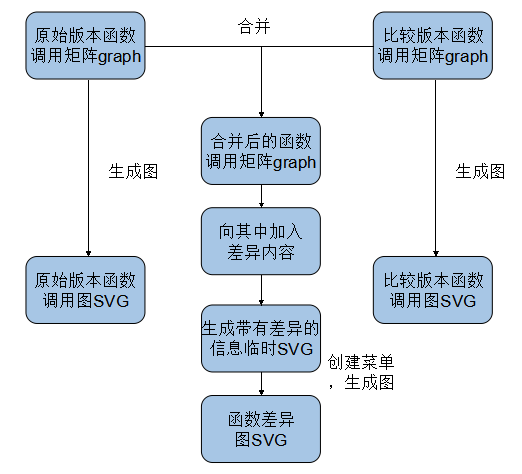 原始版本函数
调用矩阵graph
合并
比较版本函数
调用矩阵graph
合并后的函数
调用矩阵graph
生成图
生成图
向其中加入
差异内容
原始版本函数
调用图SVG
比较版本函数
调用图SVG
生成带有差异的
信息临时SVG
创建菜单
，生成图
函数差异
图SVG